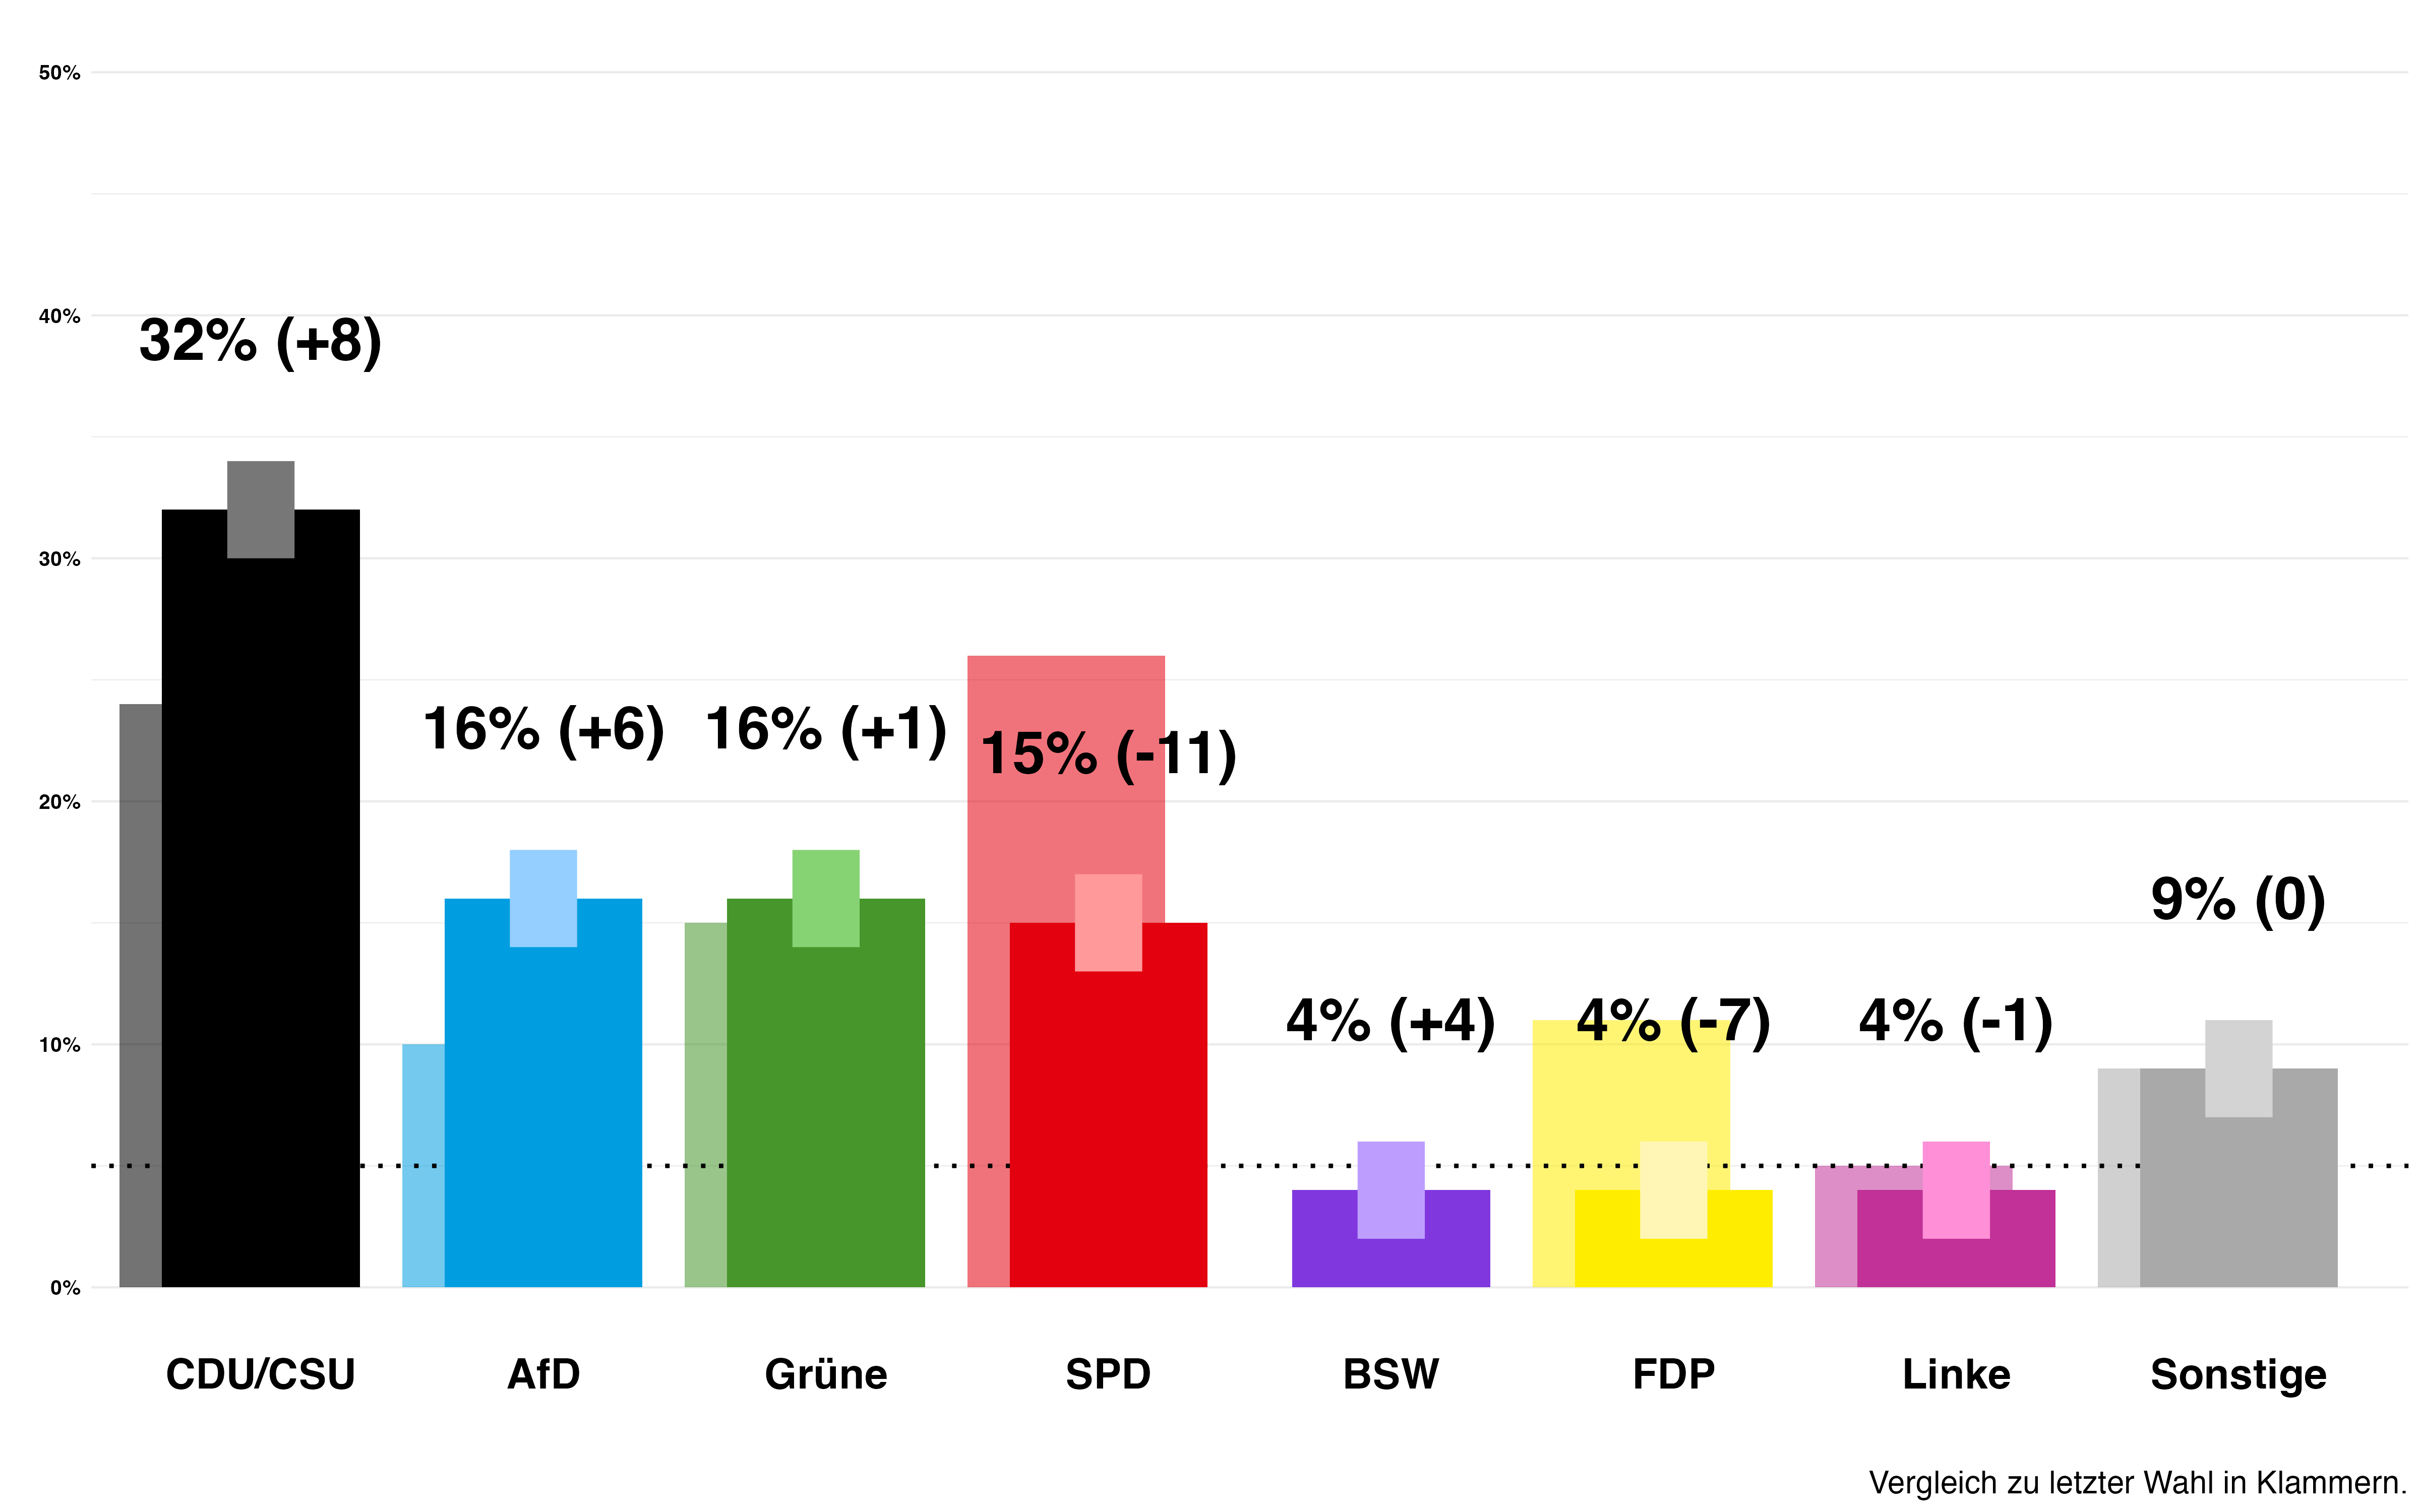 50%
40%
32% (+8)
30%
16% (+6) 16% (+1) 15% (-11)
20%
9% (0)
4% (+4) 4% (-7) 4% (-1)
10%
0%
CDU/CSU AfD Grüne SPD BSW FDP Linke Sonstige
Vergleich zu letzter Wahl in Klammern.